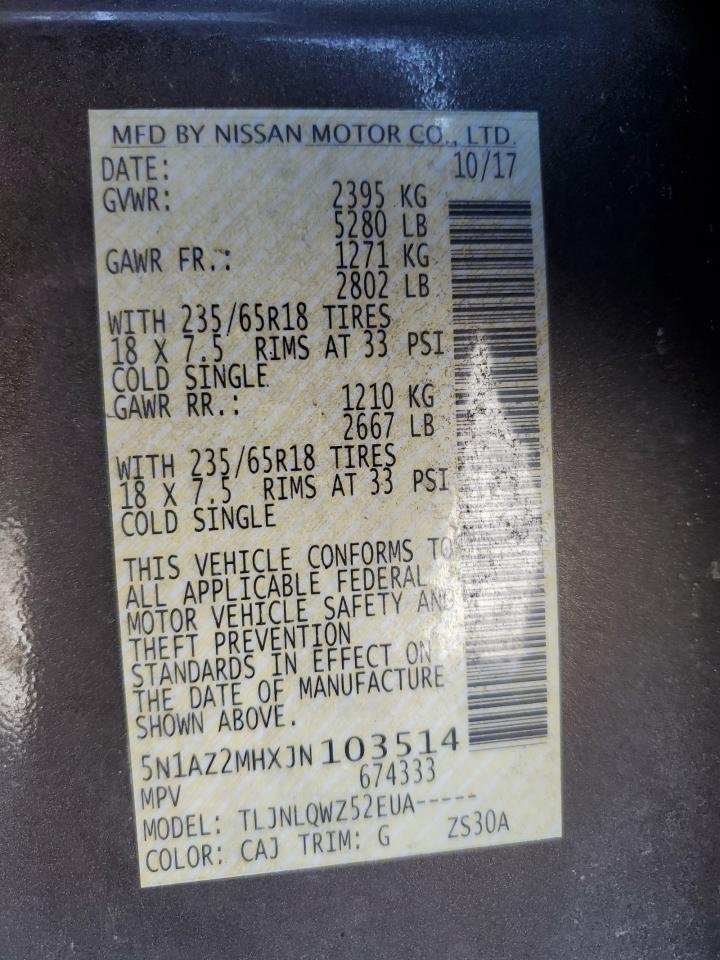 MFD BY NISSAN MOTOR CO., LTD.
DATE: 10/17
GVWR: 2395 KG
5280 LB
GAWR FR.: 1271 KG
2802 LB
WITH 235/65R18 TIRES
18 X 7.5 RIMS AT 33 PSI
COLD SINGLE
GAWR RR.: 1210 KG
2667 LB
WITH 235/65R18 TIRES
18 X 7.5 RIMS AT 33 PSI
COLD SINGLE
THIS VEHICLE CONFORMS TO
ALL APPLICABLE FEDERAL
MOTOR VEHICLE SAFETY AND
THEFT PREVENTION
STANDARDS IN EFFECT ON
THE DATE OF MANUFACTURE
SHOWN ABOVE.
5N1AZ2MHXJN103514
MPV 674333
MODEL: TLJNLQWZ52EUA-----
COLOR: CAJ TRIM: G ZS30A